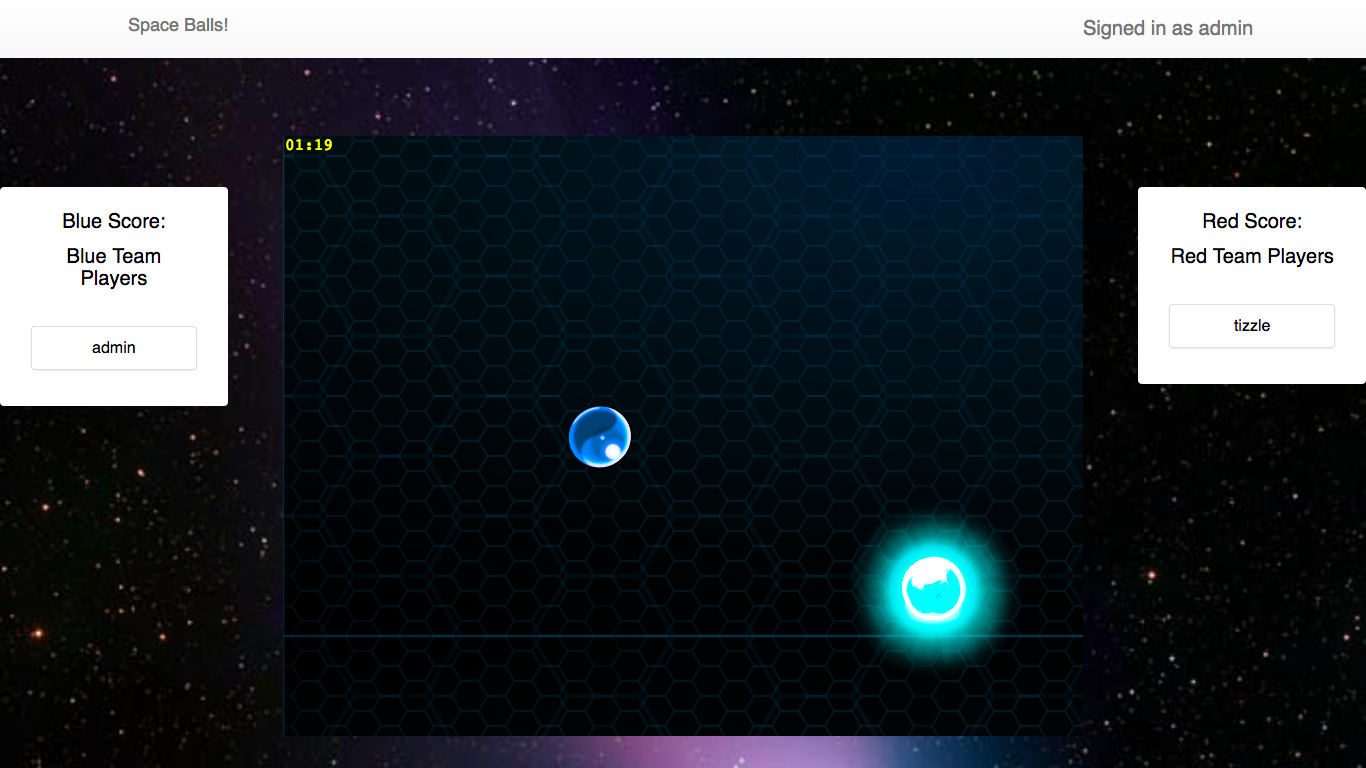 Space Balls!
Signed in as admin
01:19
Blue Score:
Blue Team
Players
admin
Red Score:
Red Team Players
tizzle